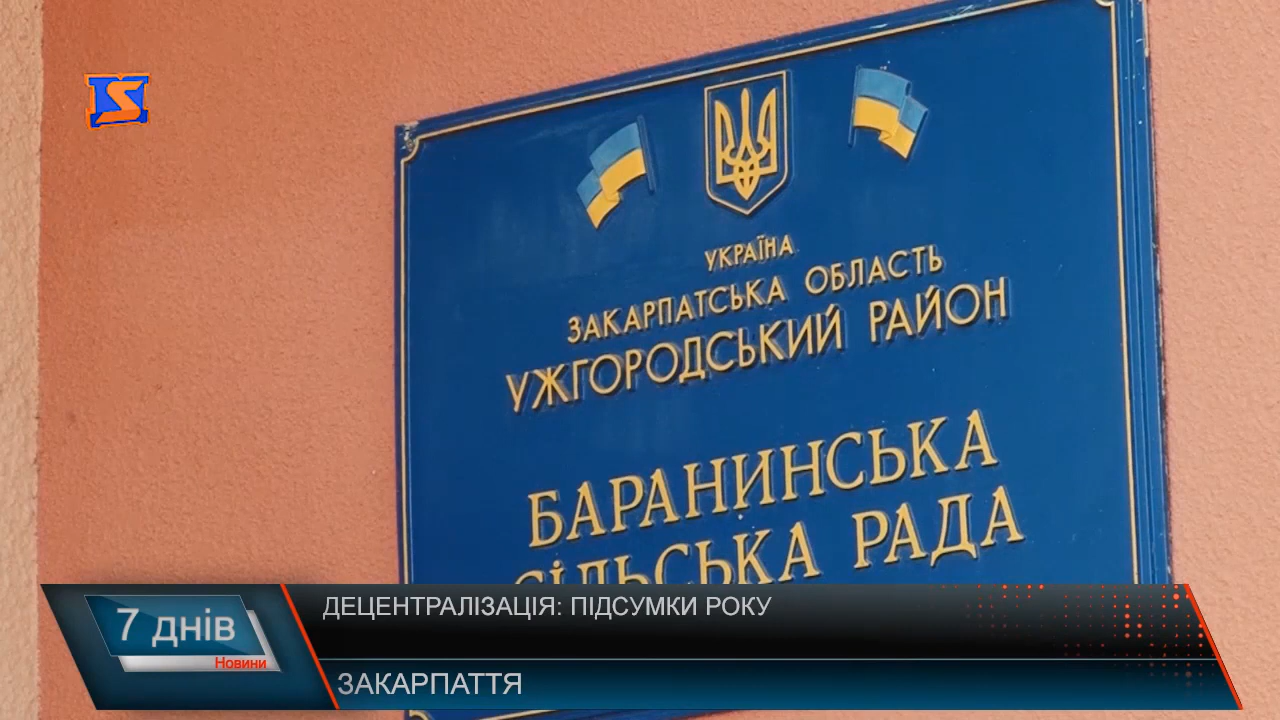 УКРАЇНА
ЗАКАРПАТСЬКА ОБЛАСТЬ
УЖГОРОДСЬКИЙ РАЙОН
БАРАНИНСЬКА
СІЛЬСЬКА РАДА
7 днів
Новини
ДЕЦЕНТРАЛІЗАЦІЯ: ПІДСУМКИ РОКУ
ЗАКАРПАТТЯ